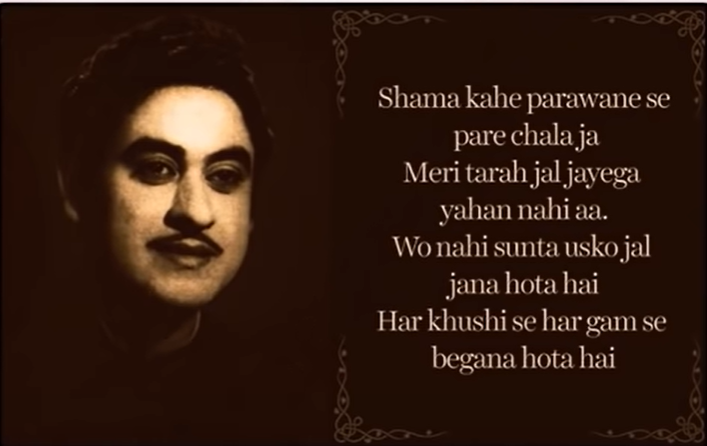 Shama kahe parawane se
pare chala ja
Meri tarah jal jayega
yahan nahi aa.
Wo nahi sunta usko jal
jana hota hai
Har khushi se har gam se
begana hota hai